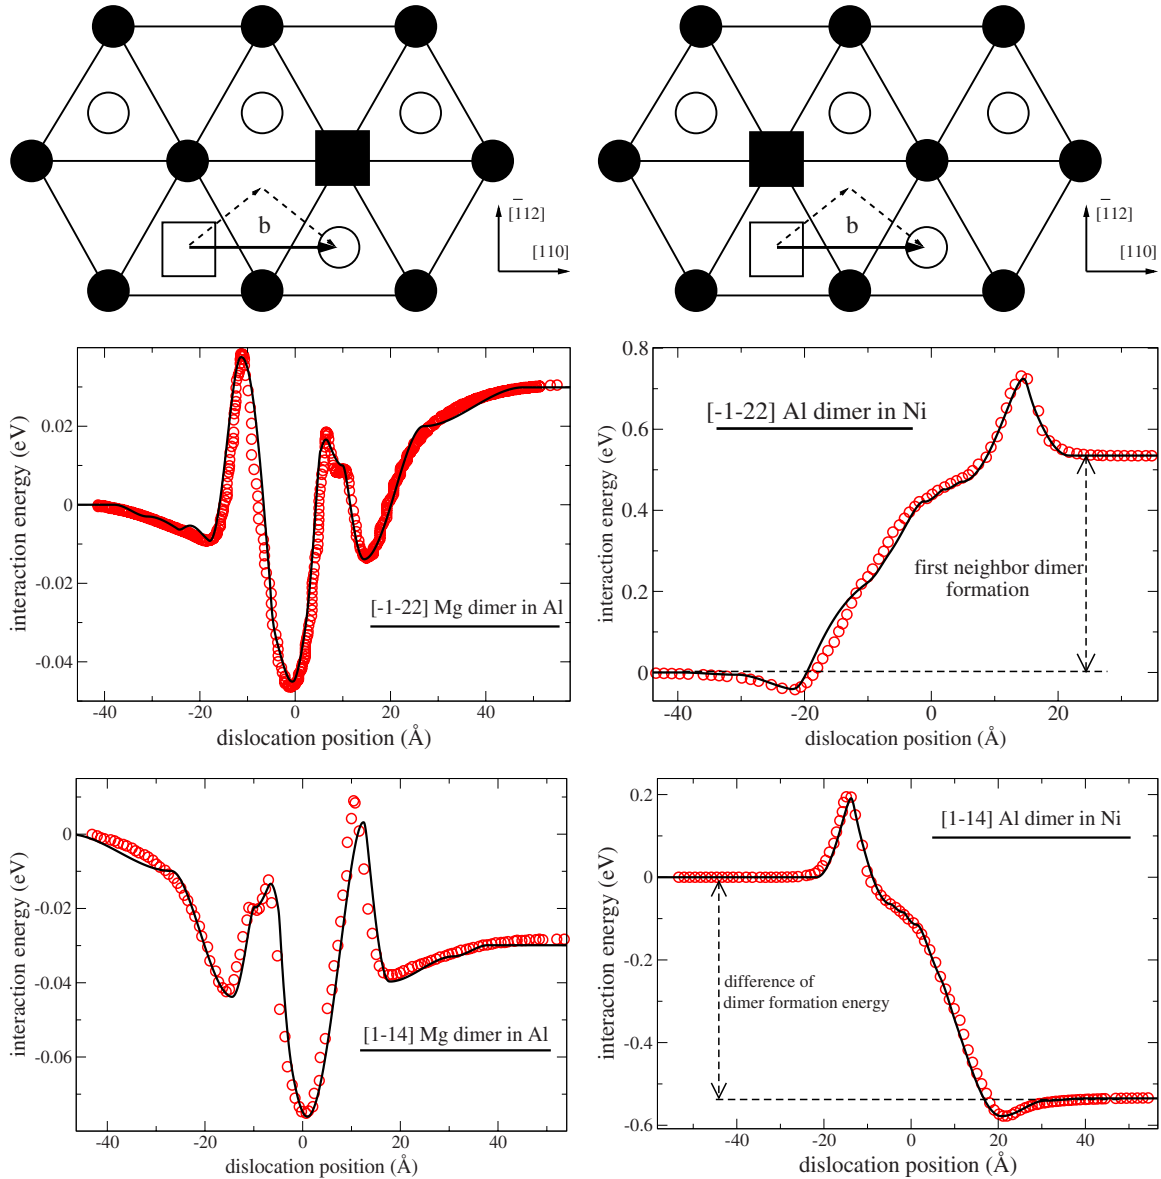 b
[1̅12]
[110]
b
[1̅12]
[110]
interaction energy (eV)
0.02
0
-0.02
-0.04
[-1-22] Mg dimer in Al
-40
-20
0
20
40
dislocation position (Å)
interaction energy (eV)
0.8
0.6
0.4
0.2
0
[-1-22] Al dimer in Ni
first neighbor dimer
formation
-40
-20
0
20
dislocation position (Å)
interaction energy (eV)
0
-0.02
-0.04
-0.06
[1-14] Mg dimer in Al
-40
-20
0
20
40
dislocation position (Å)
interaction energy (eV)
0.2
0
-0.2
-0.4
-0.6
[1-14] Al dimer in Ni
difference of
dimer formation energy
-40
-20
0
20
40
dislocation position (Å)